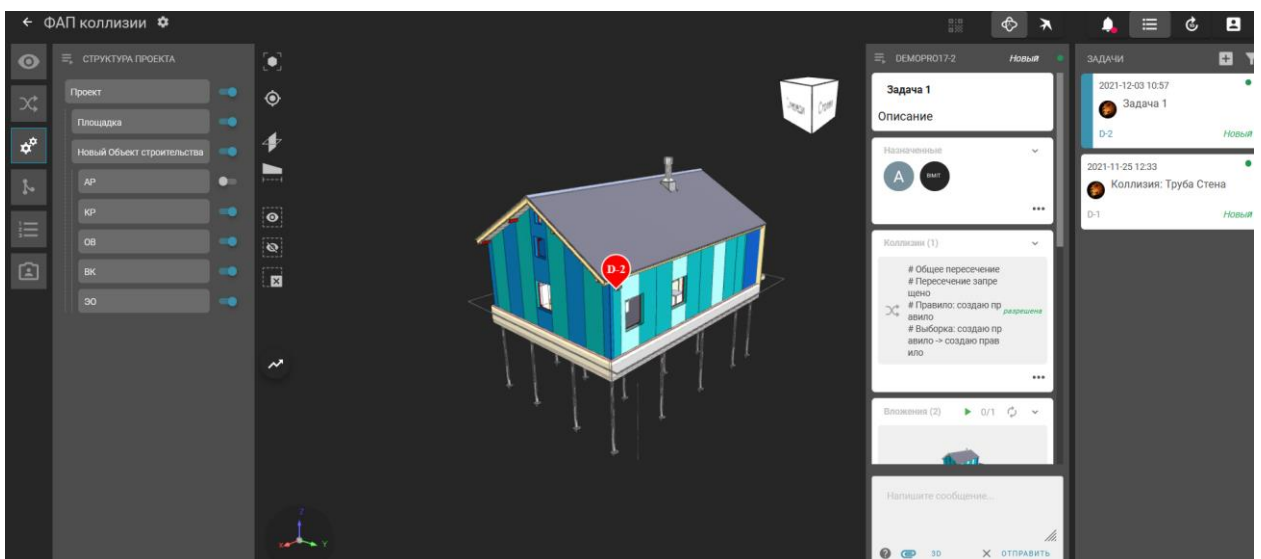 ФАП коллизии
СТРУКТУРА ПРОЕКТА
Проект
Площадка
Новый Объект строительства
АР
КР
ОВ
ВК
ЭО
D-2
DEMOPRO17-2
Новый
Задача 1
Описание
Назначенные
А
ВМТ
Коллизии (1)
# Общее пересечение
# Пересечение запре
щено
# Правило: создаю пр
авило
# Выборка: создаю пр
авило -> создаю прав
ило
разрешена
Вложения (2)
0/1
Напишите сообщение...
3D
ОТПРАВИТЬ
ЗАДАЧИ
2021-12-03 10:57
Задача 1
D-2
Новый
2021-11-25 12:33
Коллизия: Труба Стена
D-1
Новый
Z
X
Y